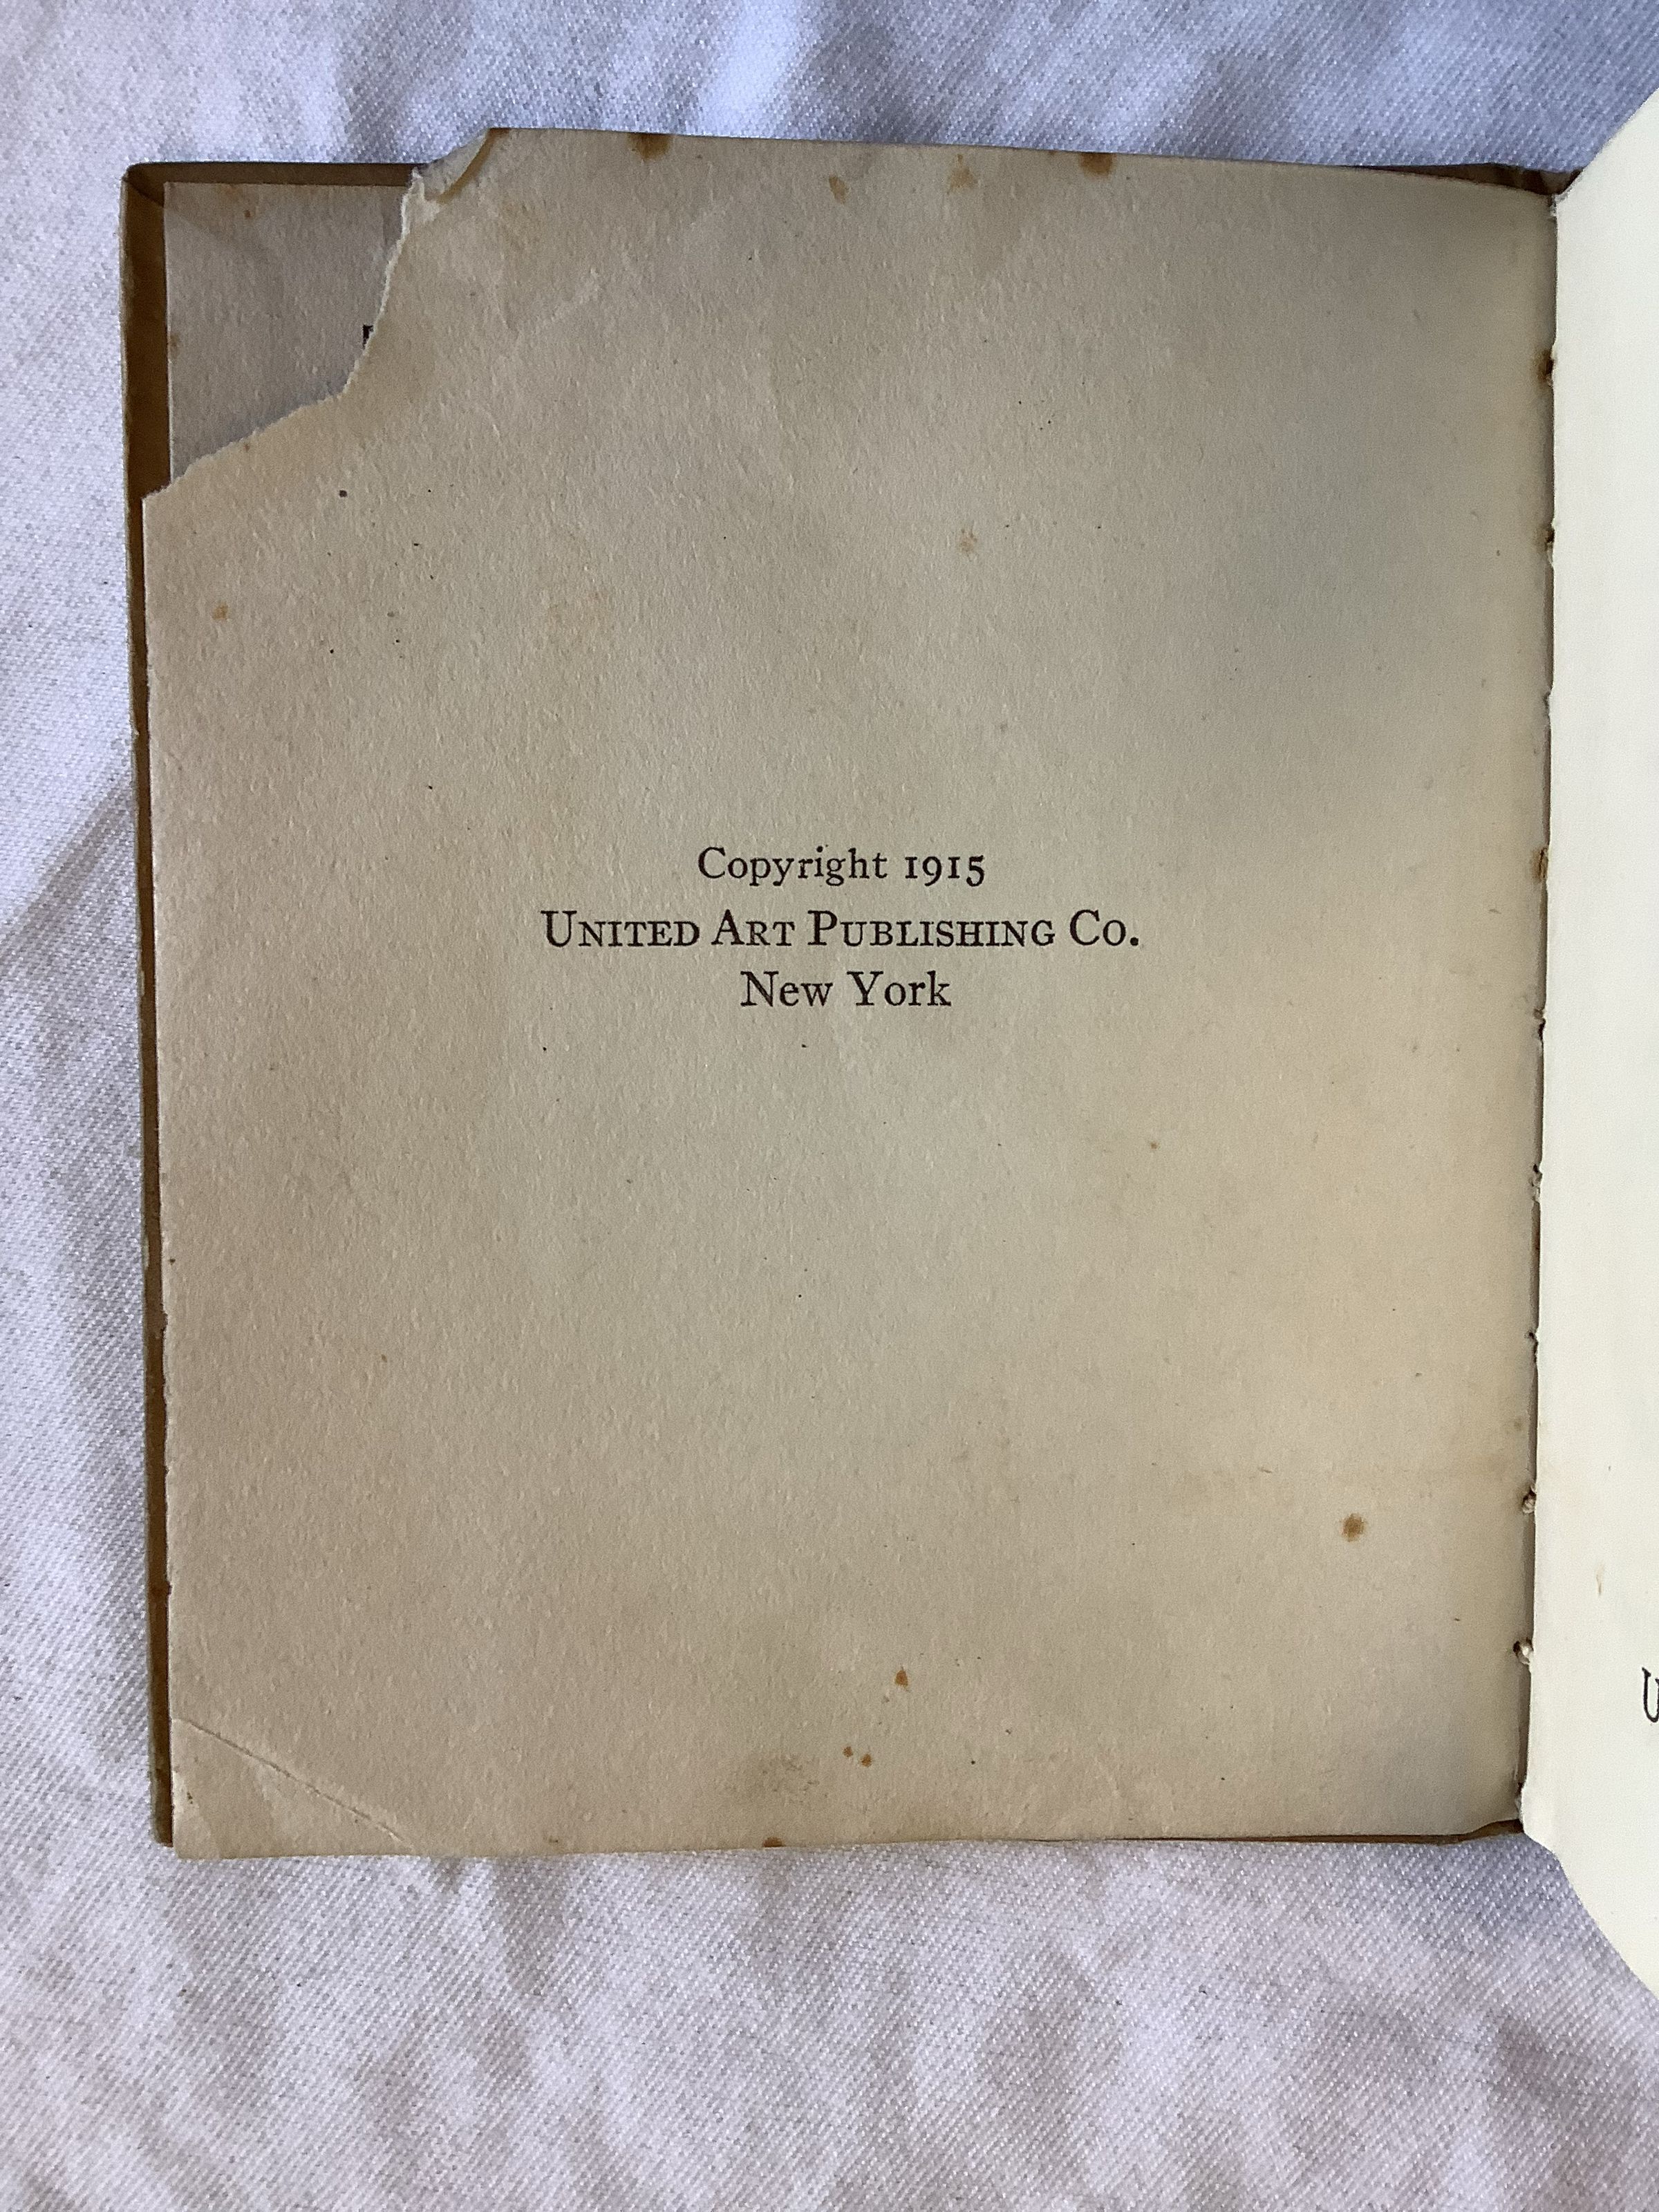 Copyright 1915
UNITED ART PUBLISHING CO.
New York